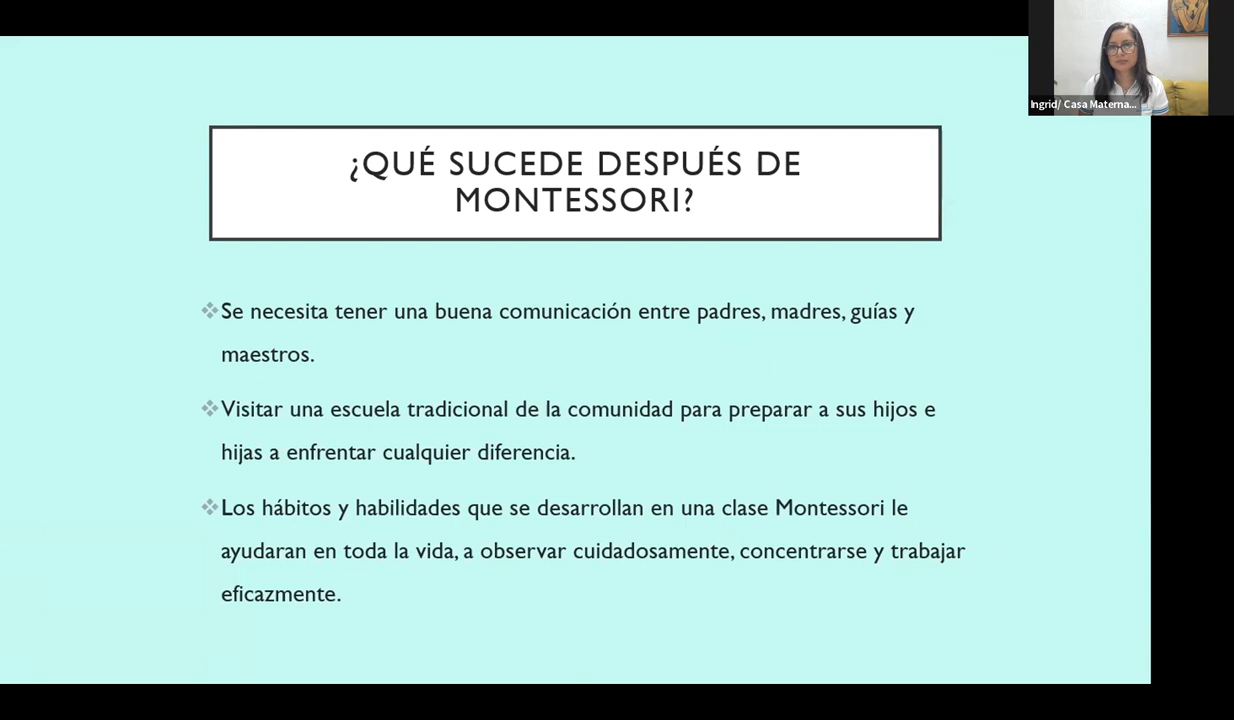 Ingrid/ Casa Materna...
¿QUÉ SUCEDE DESPUÉS DE
MONTESSORI?
Se necesita tener una buena comunicación entre padres, madres, guías y
maestros.
Visitar una escuela tradicional de la comunidad para preparar a sus hijos e
hijas a enfrentar cualquier diferencia.
Los hábitos y habilidades que se desarrollan en una clase Montessori le
ayudaran en toda la vida, a observar cuidadosamente, concentrarse y trabajar
eficazmente.